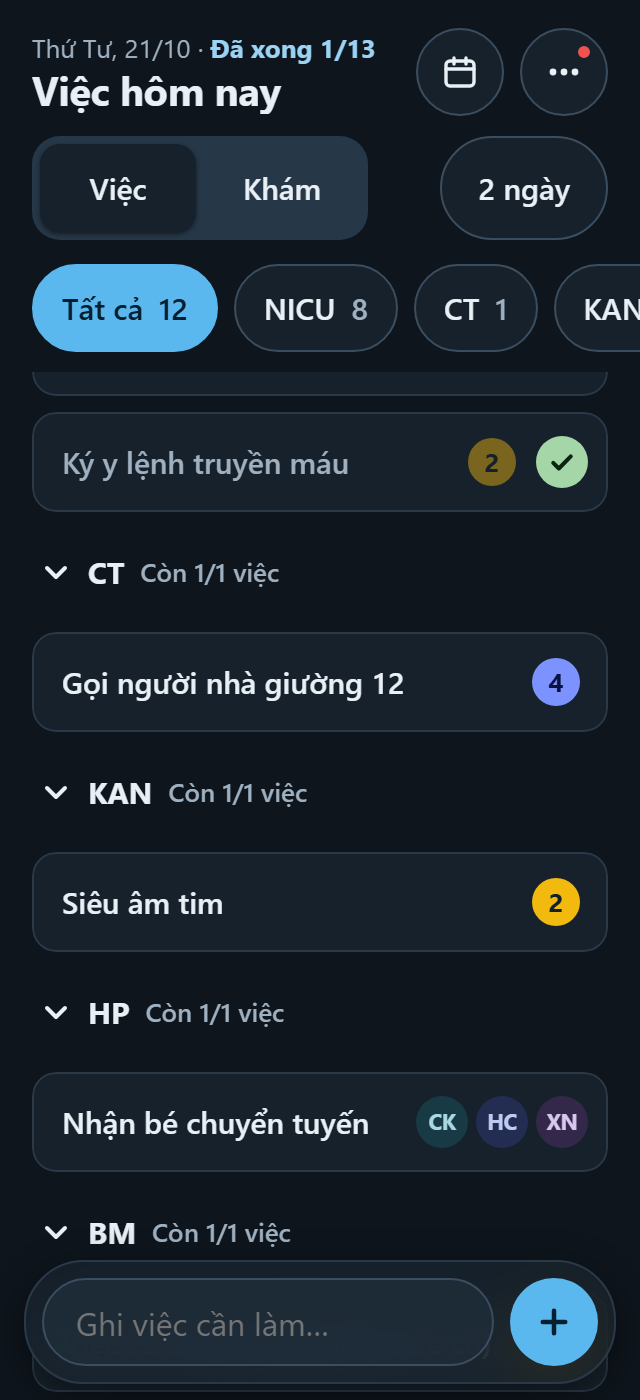 Thứ Tư, 21/10 · Đã xong 1/13
Việc hôm nay
Việc
Khám
2 ngày
Tất cả 12
NICU 8
CT 1
KAN
Ký y lệnh truyền máu 2
CT Còn 1/1 việc
Gọi người nhà giường 12 4
KAN Còn 1/1 việc
Siêu âm tim 2
HP Còn 1/1 việc
Nhận bé chuyển tuyến CK HC XN
BM Còn 1/1 việc
Ghi việc cần làm...